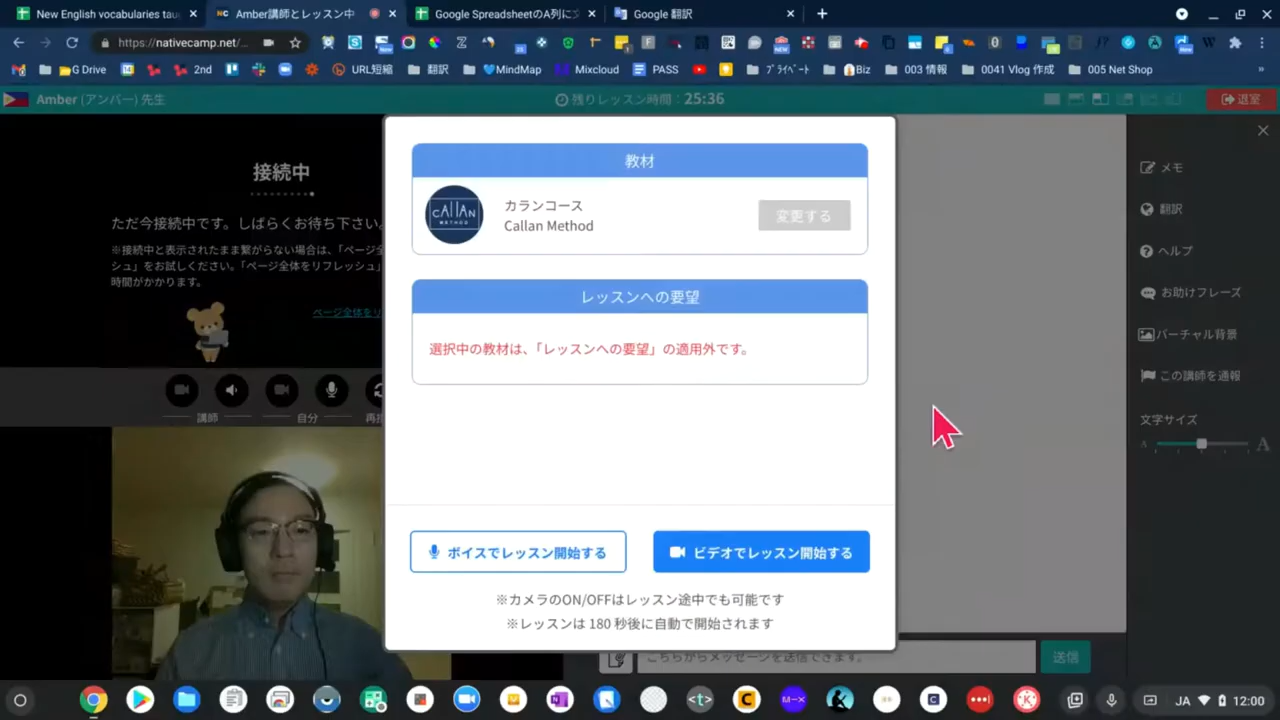 New English vocabularies tau
Amber講師とレッスン中
Google SpreadsheetのA列に
Google 翻訳
https://nativecamp.net/...
G Drive
2nd
URL短縮
翻訳
MindMap
Mixcloud
PASS
プライベート
Biz
003 情報
0041 Vlog 作成
005 Net Shop
Amber (アンバー) 先生
残りレッスン時間：25:36
退室
接続中
ただ今接続中です。しばらくお待ち下さい。
※接続中と表示されたまま繋がらない場合は、「ページ全
シュ」をお試しください。「ページ全体をリフレッシュ」
時間がかかります。
ページ全体をリ
講師
自分
再接
教材
CAllAN
METHOD
カランコース
Callan Method
変更する
レッスンへの要望
選択中の教材は、「レッスンへの要望」の適用外です。
ボイスでレッスン開始する
ビデオでレッスン開始する
※カメラのON/OFFはレッスン途中でも可能です
※レッスンは 180 秒後に自動で開始されます
メモ
翻訳
ヘルプ
お助けフレーズ
バーチャル背景
この講師を通報
文字サイズ
A
A
こちらからメッセージを送信できます。
送信
JA
12:00